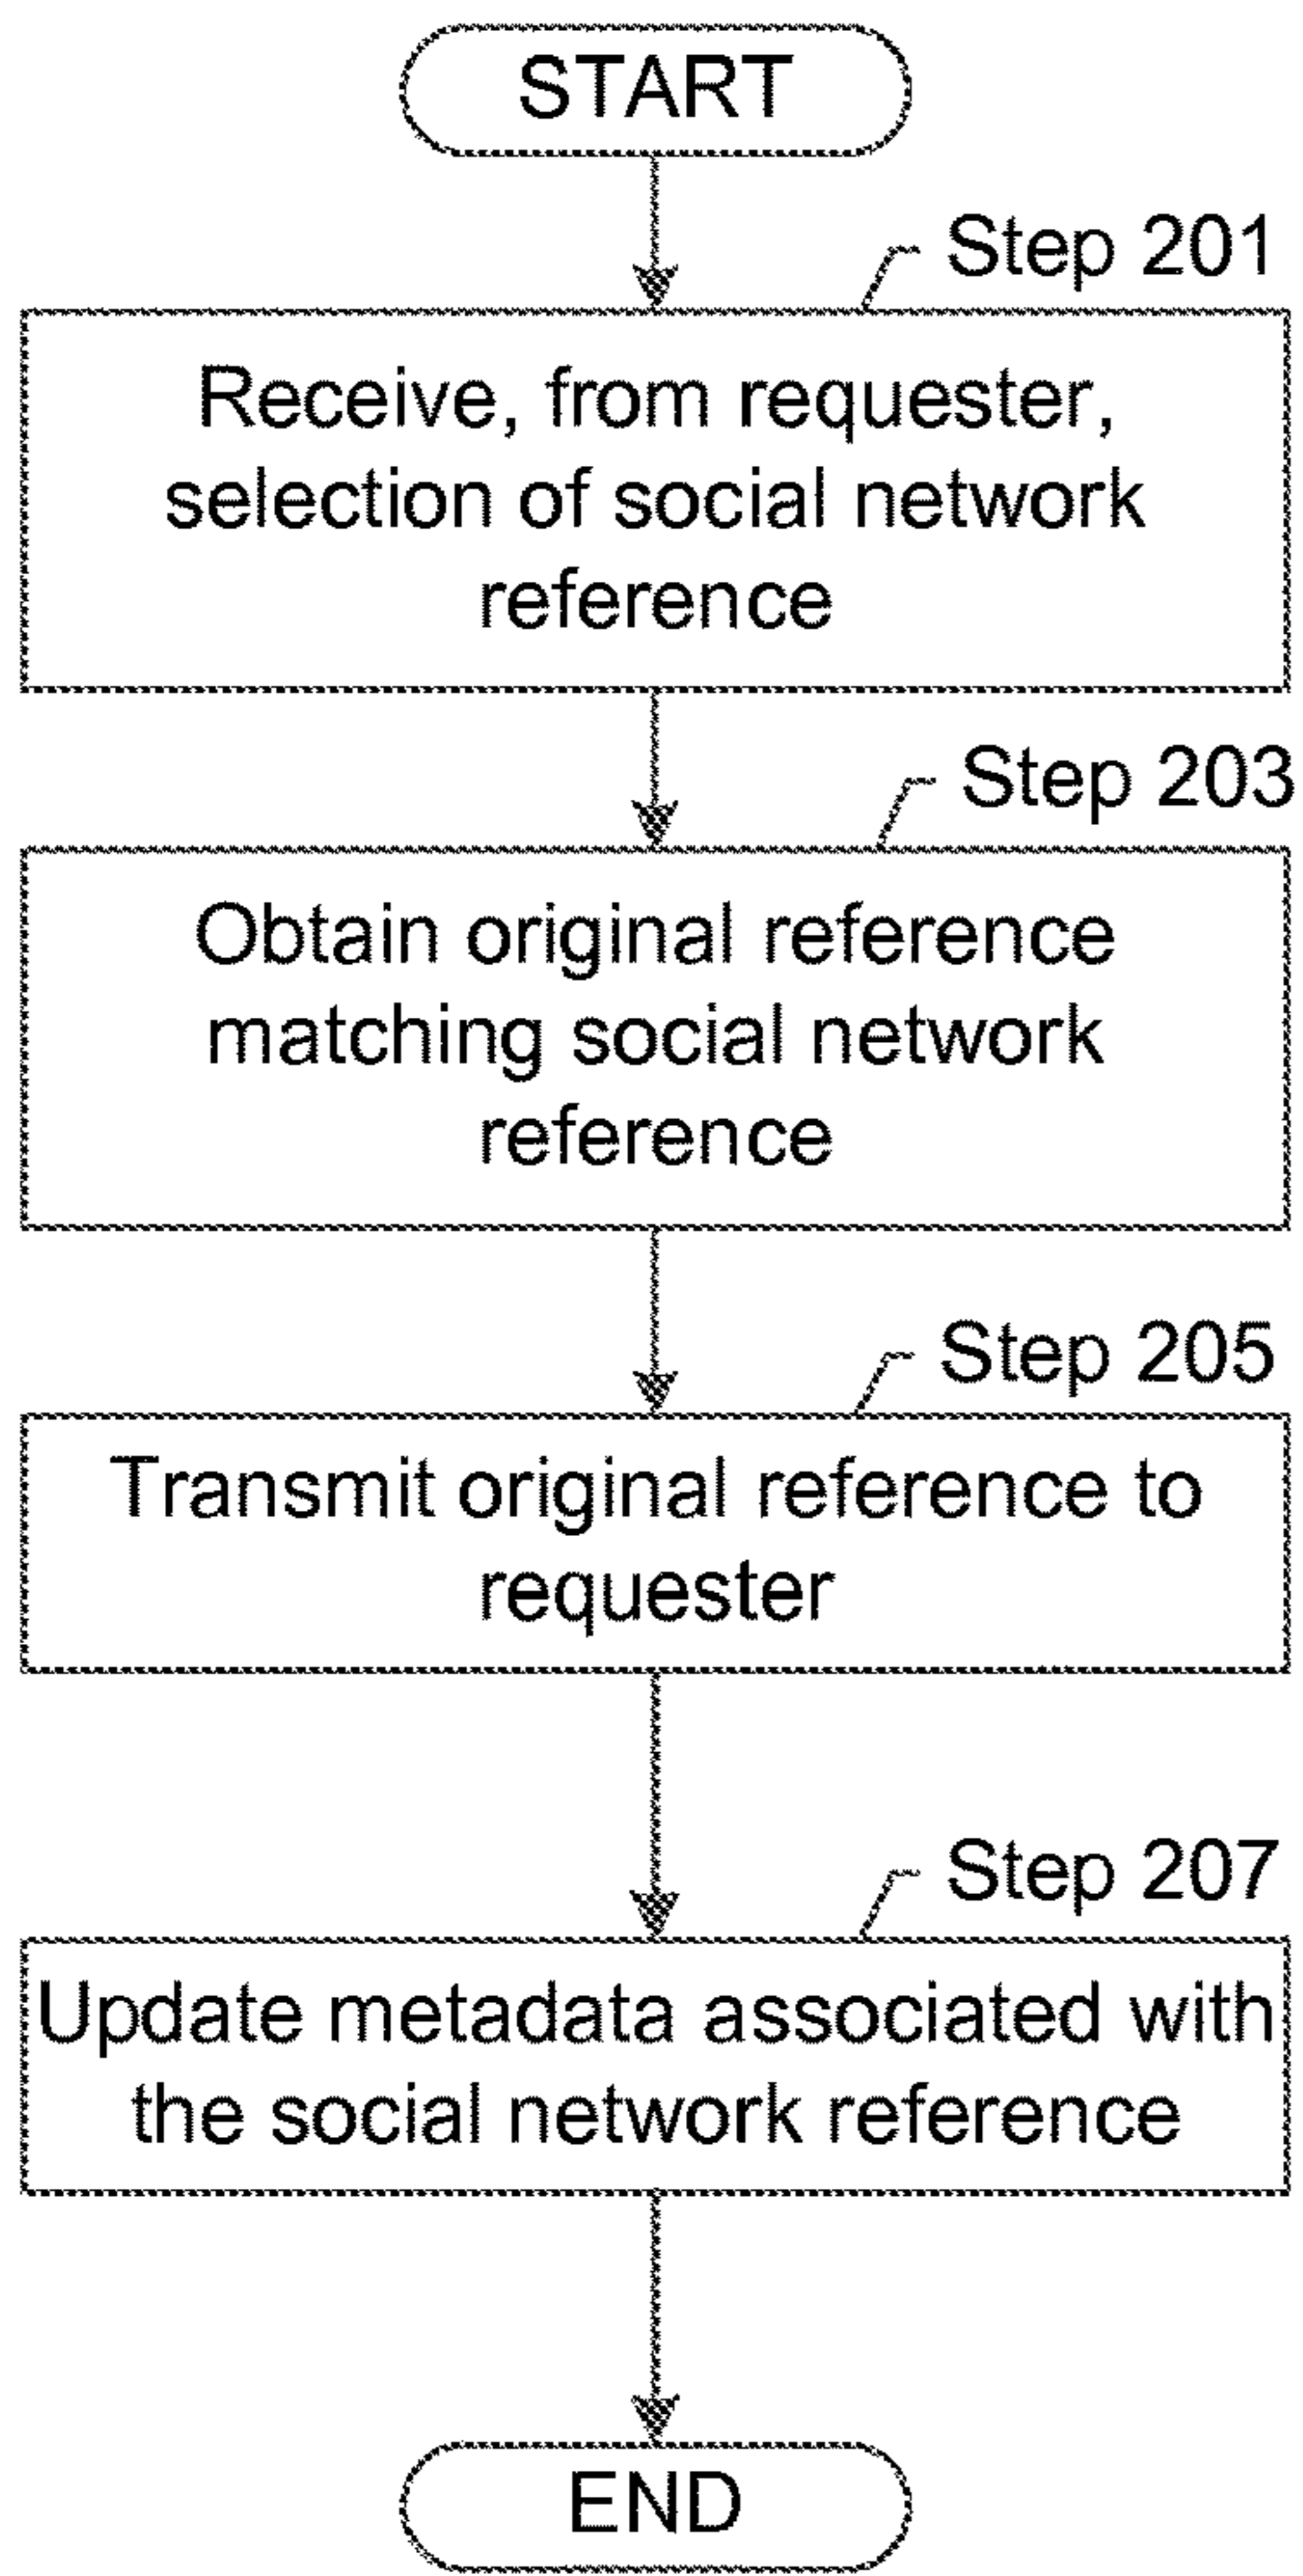 START
Step 201
Receive, from requester,
selection of social network
reference
Step 203
Obtain original reference
matching social network
reference
Step 205
Transmit original reference to
requester
Step 207
Update metadata associated with
the social network reference
END